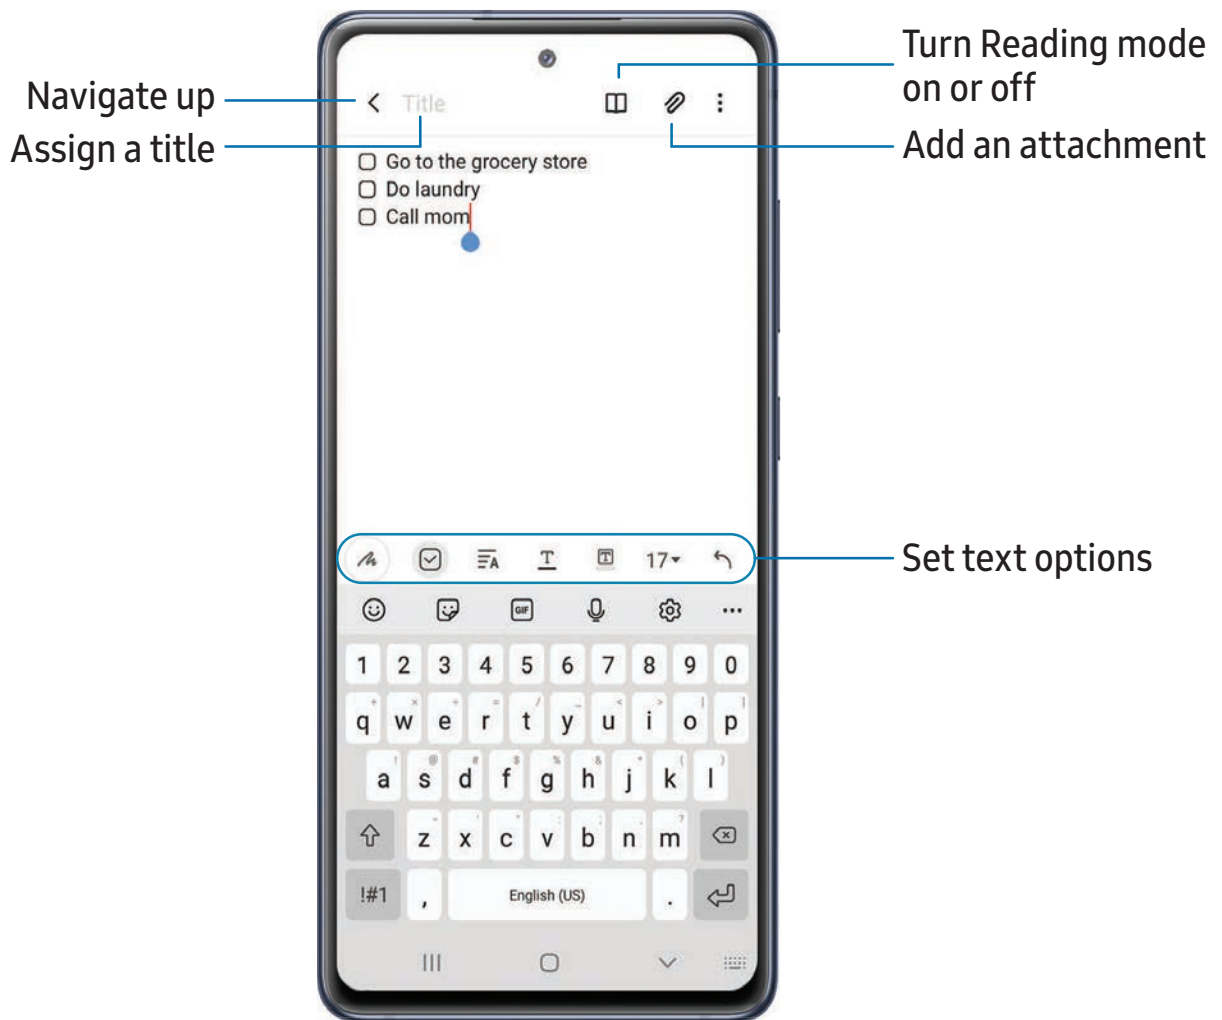 Turn Reading mode
on or off
Navigate up
Title
Assign a title
Add an attachment
Go to the grocery store
Do laundry
Call mom
A T T 17
Set text options
GIF
1 2 3 4 5 6 7 8 9 0
q w e r t y u i o p
a s d f g h j k l
z x c v b n m
!#1 , English (US) .